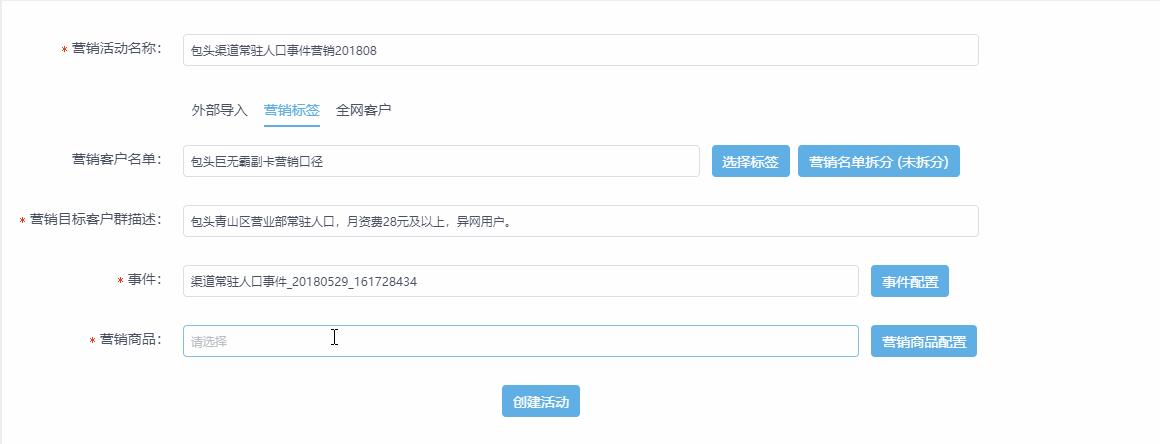 * 营销活动名称： 包头渠道常驻人口事件营销201808
外部导入 营销标签 全网客户
营销客户名单： 包头巨无霸副卡营销口径 选择标签 营销名单拆分 (未拆分)
* 营销目标客户群描述： 包头青山区营业部常驻人口，月资费28元及以上，异网用户。
* 事件： 渠道常驻人口事件_20180529_161728434 事件配置
* 营销商品： 请选择 营销商品配置
创建活动